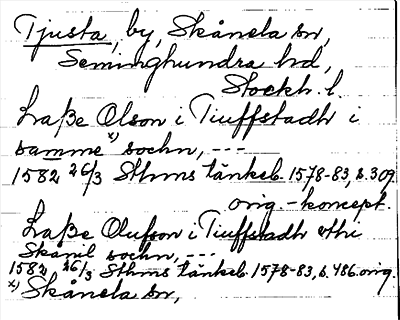 Tjusta, by, Skånela sn,
Seminghundra hd,
Stockh. l.
Laße Olson i Tiuffstadh i
samme x) sochn, ---
1582 26/3 Sthms tänkeb. 1578-83, s. 309
orig.-koncept.
Laße Olufson i Tiuffstadh uthi
Skånil sochn, ---
1582 26/3 Sthms tänkeb. 1578-83, s. 486. orig.
x) Skånela sn,